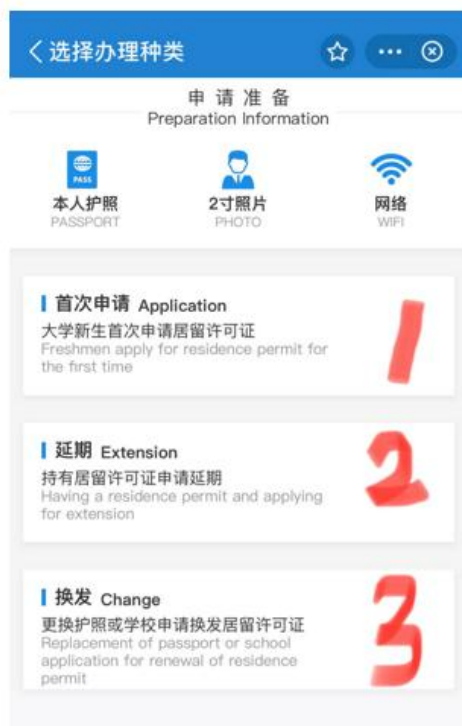 选择办理种类
申请准备
Preparation Information
PASS
本人护照 2寸照片 网络
PASSPORT PHOTO WIFI
首次申请 Application
大学新生首次申请居留许可证
Freshmen apply for residence permit for
the first time
1
延期 Extension
持有居留许可证申请延期
Having a residence permit and applying
for extension
2
换发 Change
更换护照或学校申请换发居留许可证
Replacement of passport or school
application for renewal of residence
permit
3